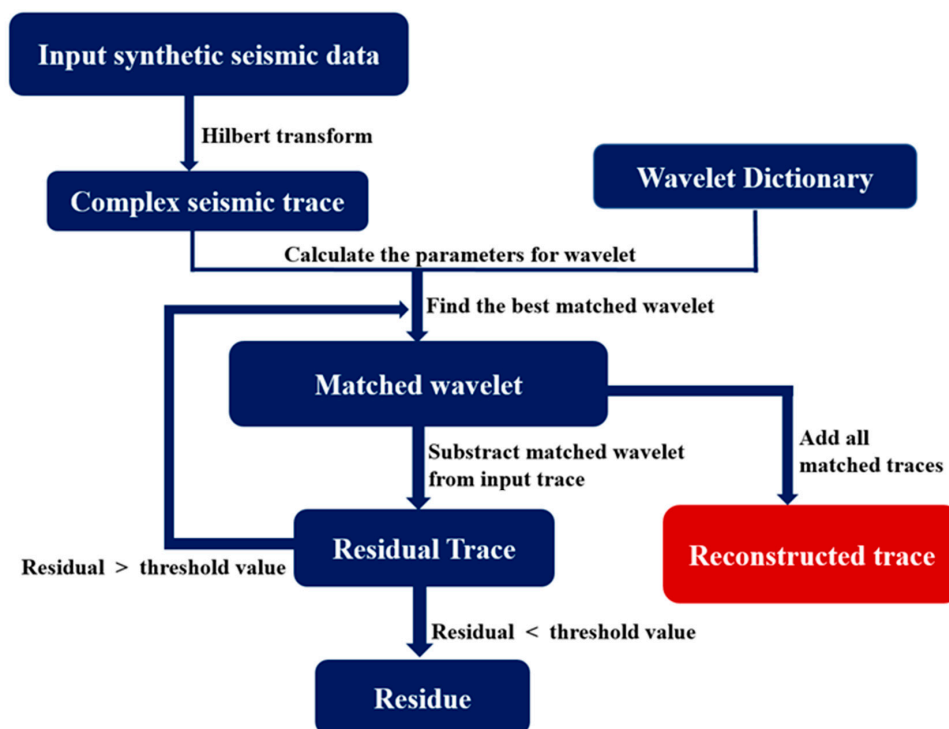 Input synthetic seismic data
Hilbert transform
Wavelet Dictionary
Complex seismic trace
Calculate the parameters for wavelet
Find the best matched wavelet
Matched wavelet
Add all
matched traces
Substract matched wavelet
from input trace
Residual Trace
Reconstructed trace
Residual > threshold value
Residual < threshold value
Residue